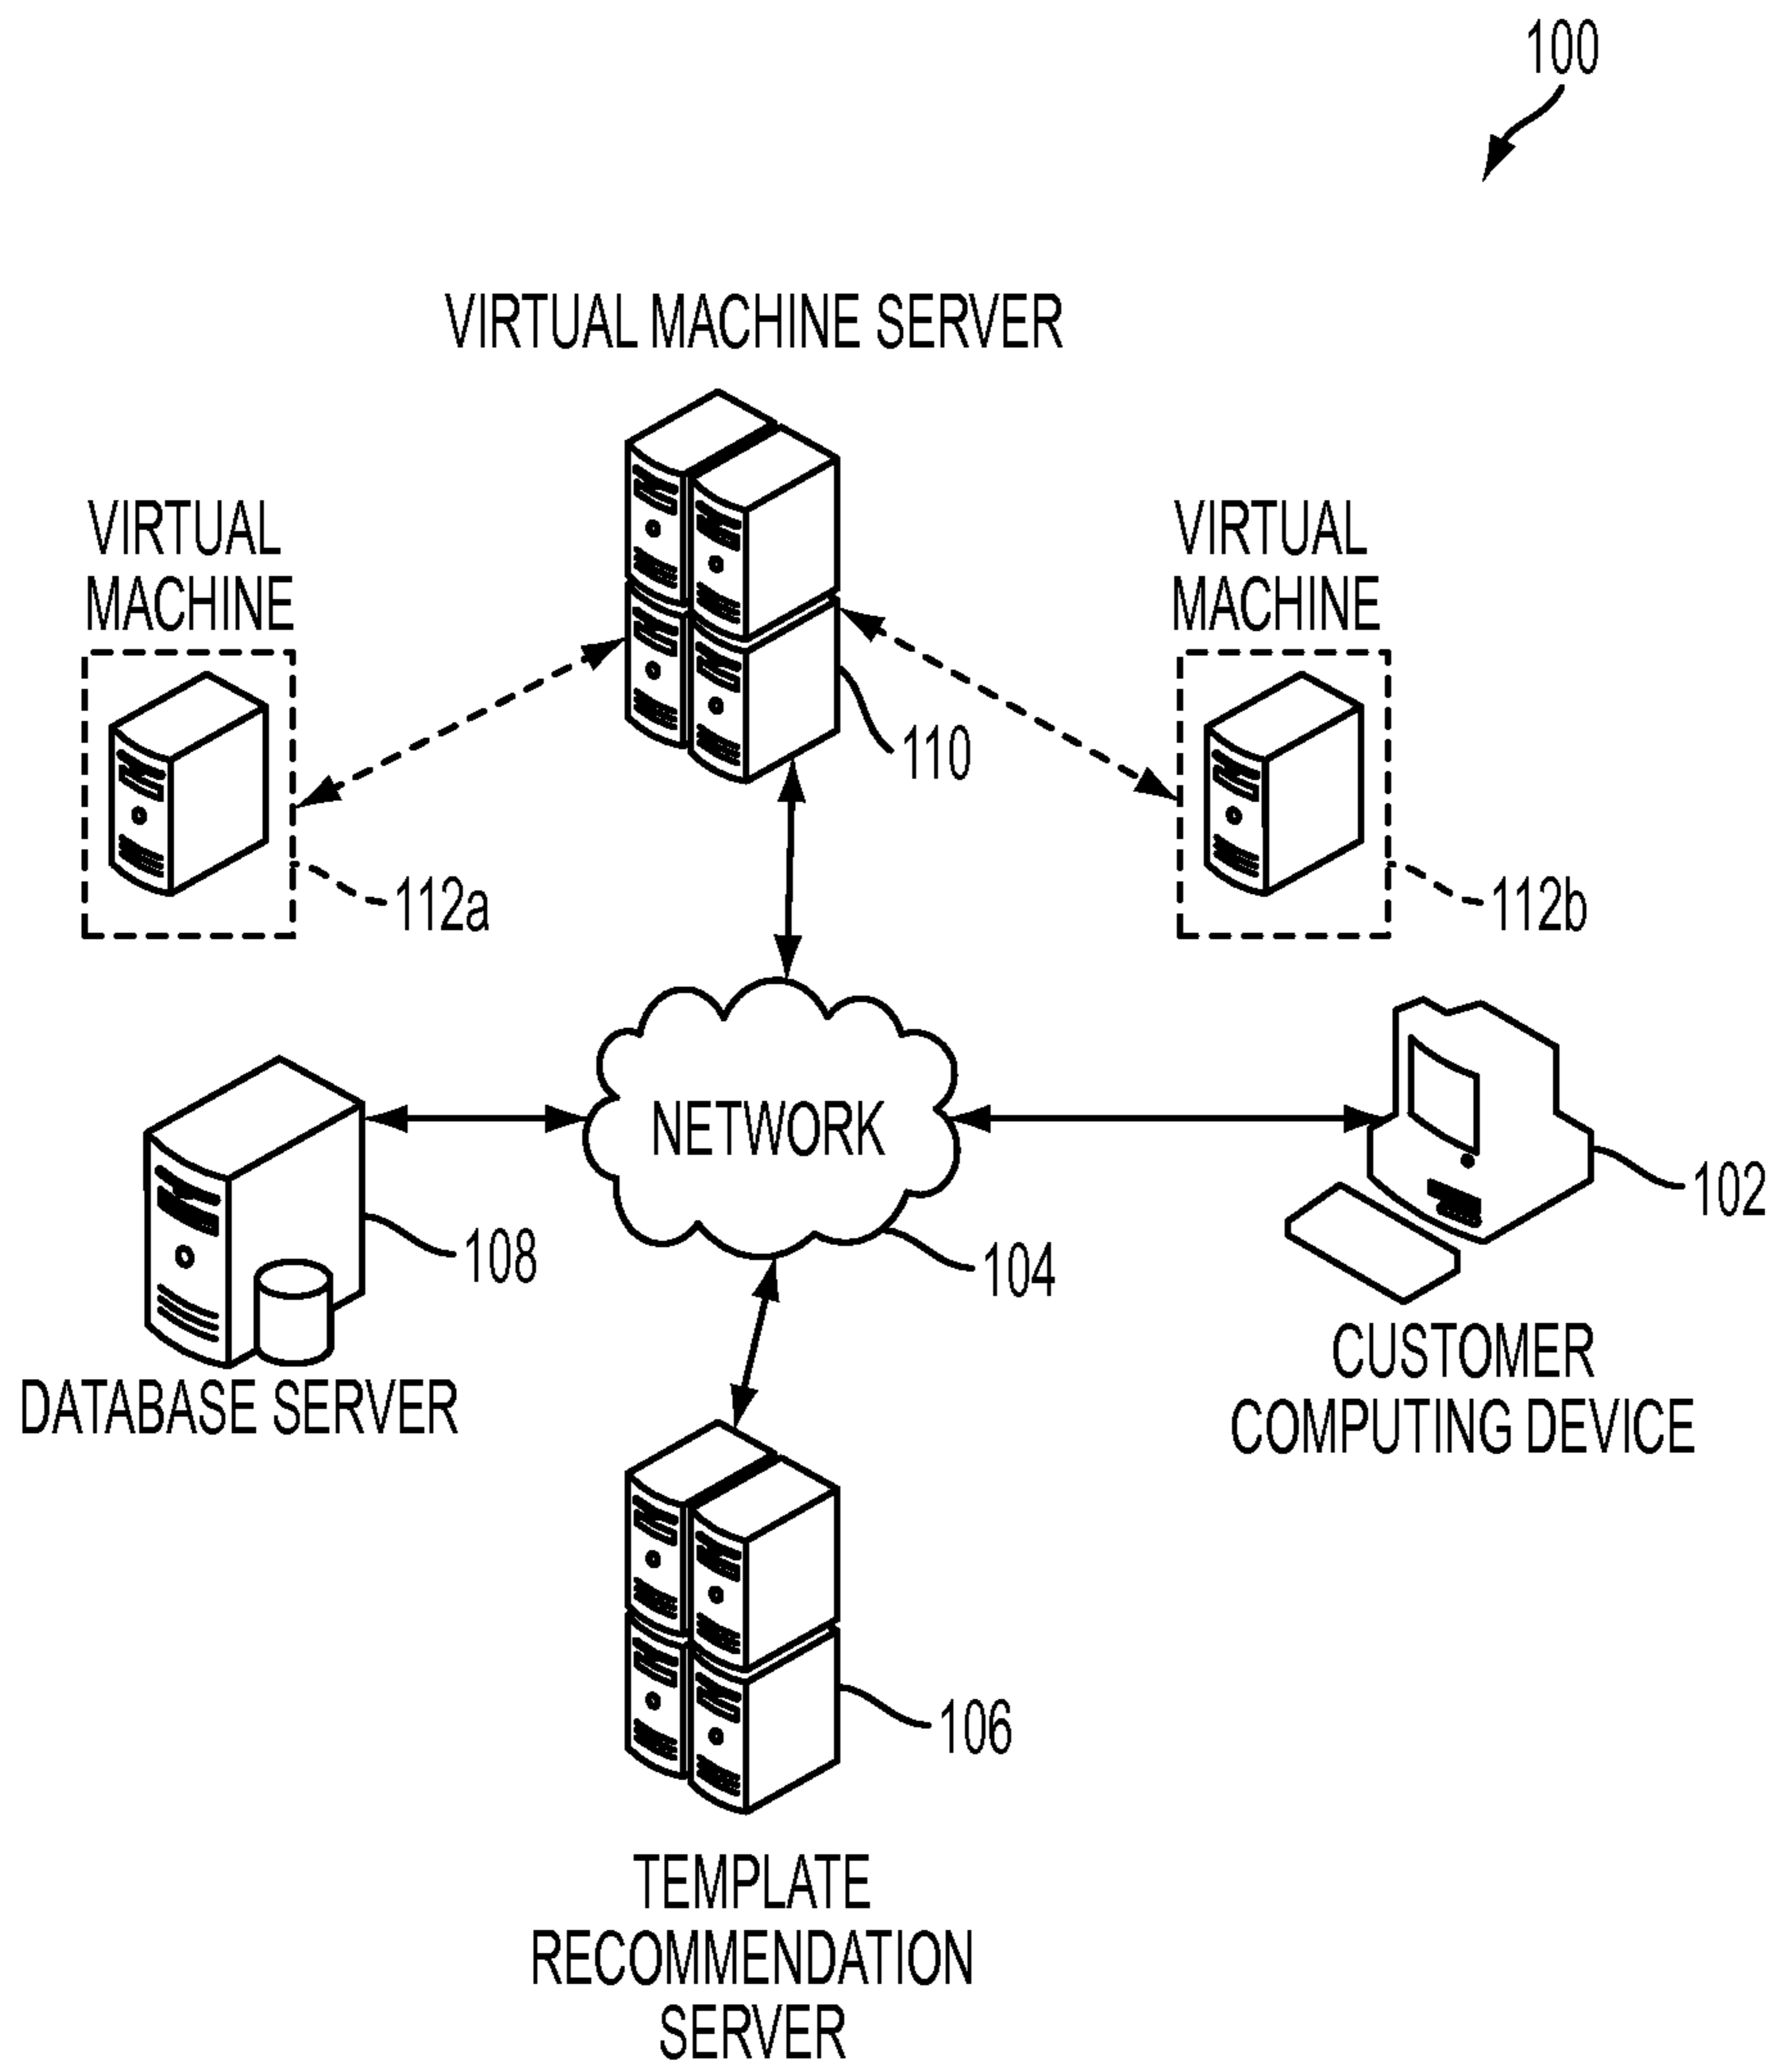 100
VIRTUAL MACHINE SERVER
VIRTUAL
MACHINE
VIRTUAL
MACHINE
110
112a
112b
NETWORK
102
108
104
CUSTOMER
COMPUTING DEVICE
DATABASE SERVER
106
TEMPLATE
RECOMMENDATION
SERVER